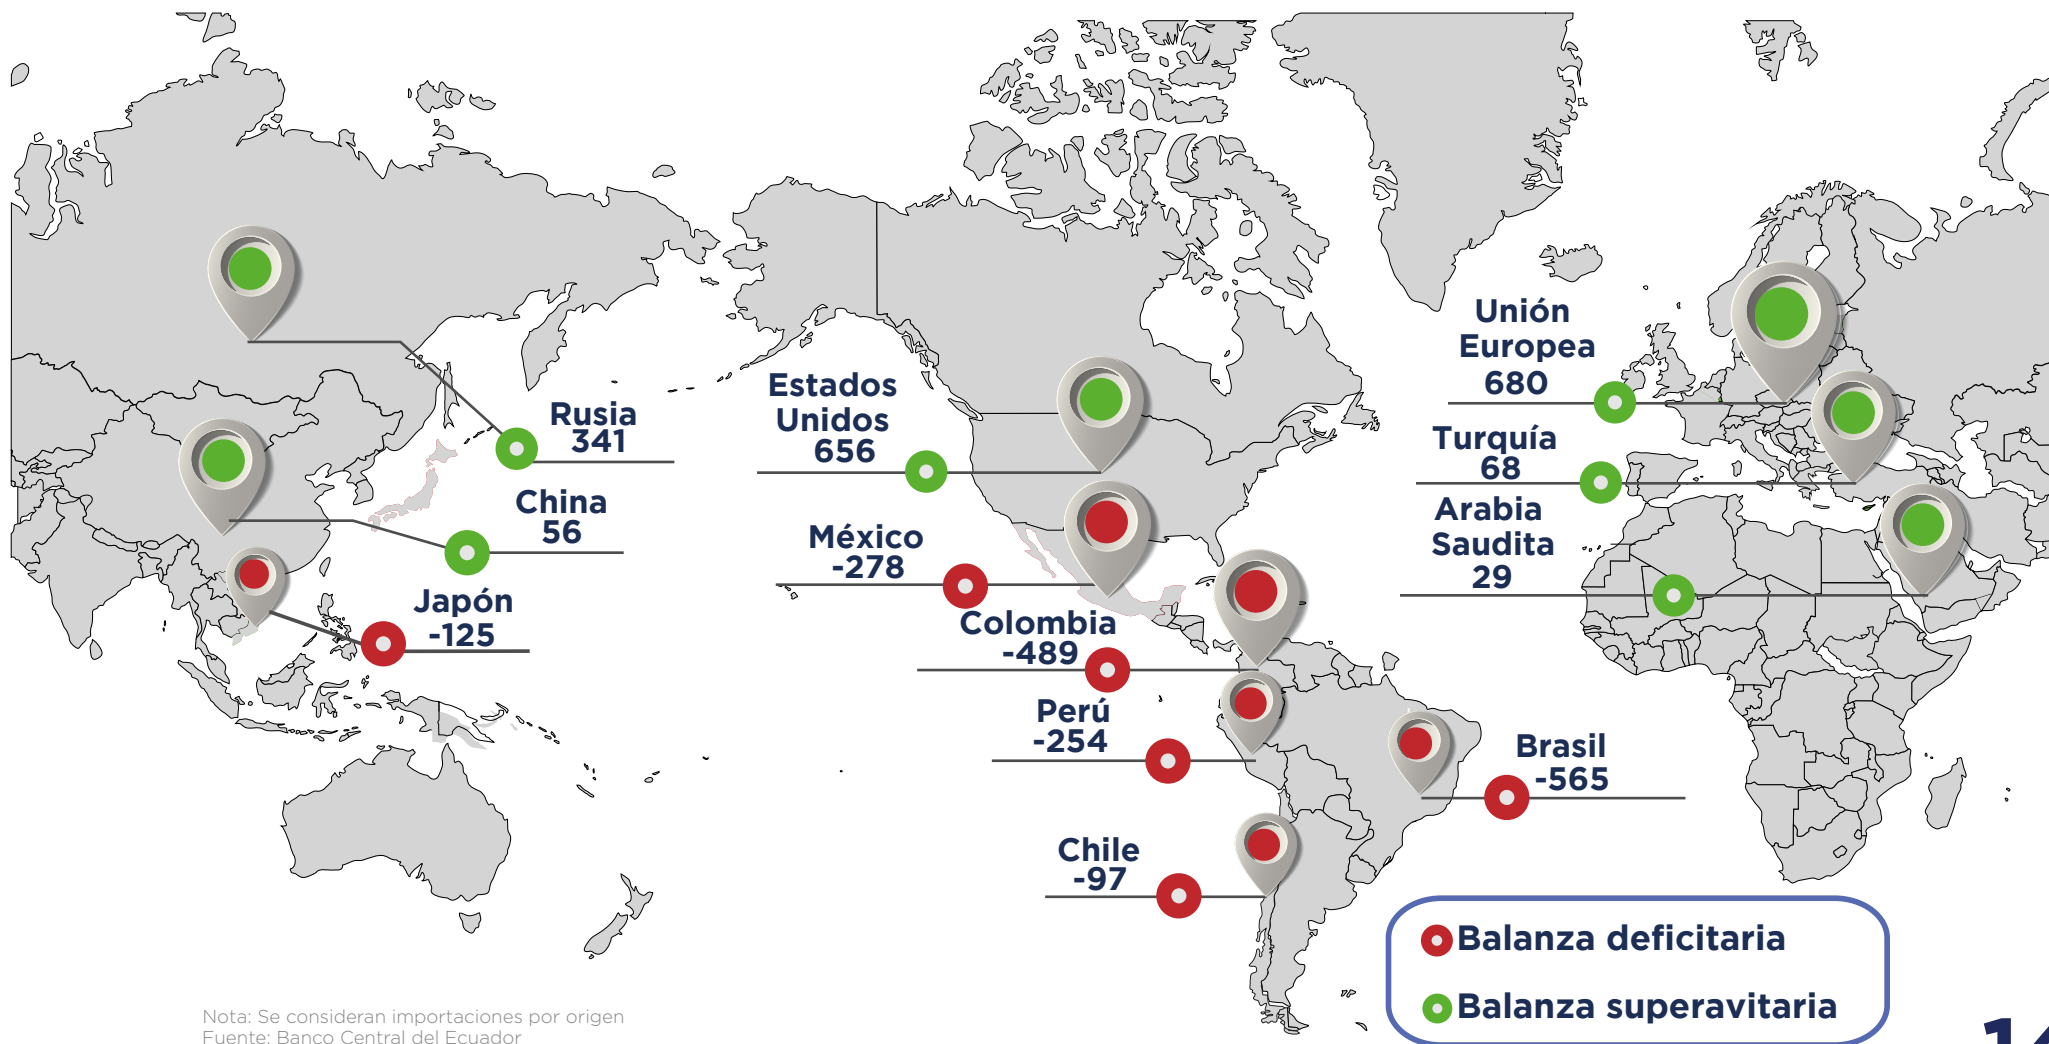 Rusia
341
China
56
Japón
-125
Estados
Unidos
656
México
-278
Colombia
-489
Perú
-254
Chile
-97
Brasil
-565
Unión
Europea
680
Turquía
68
Arabia
Saudita
29
Balanza deficitaria
Balanza superavitaria
Nota: Se consideran importaciones por origen
Fuente: Banco Central del Ecuador